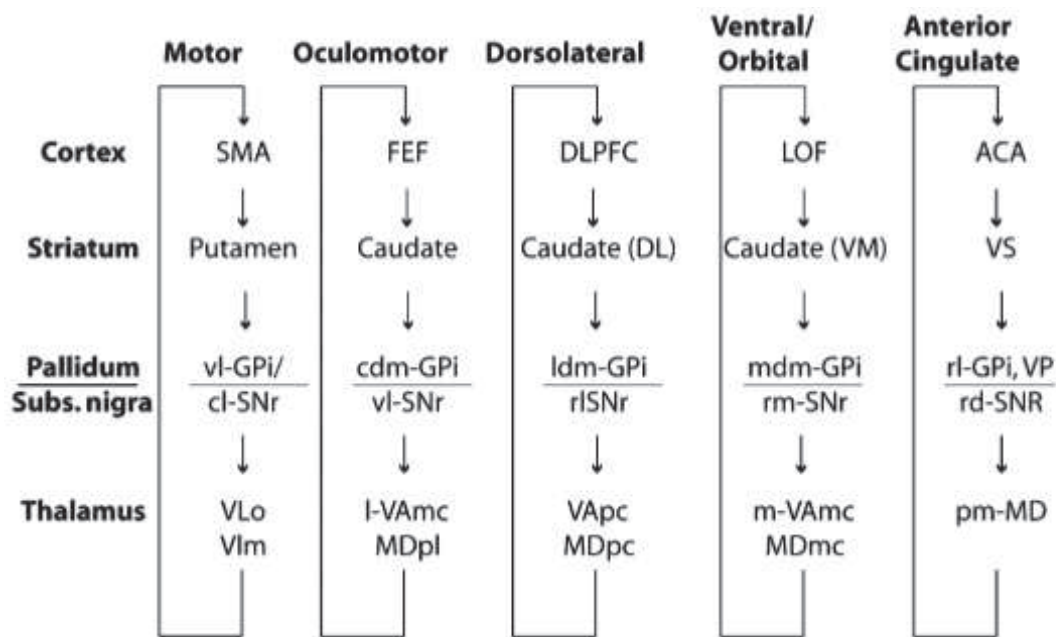 Motor Oculomotor Dorsolateral Ventral/ Orbital Anterior Cingulate
Cortex SMA FEF DLPFC LOF ACA
Striatum Putamen Caudate Caudate (DL) Caudate (VM) VS
Pallidum vl-GPi/ cdm-GPi ldm-GPi mdm-GPi rl-GPi, VP
Subs. nigra cl-SNr vl-SNr rlSNr rm-SNr rd-SNR
Thalamus VLo l-VAmc VApc m-VAmc pm-MD
Vlm MDpl MDpc MDmc